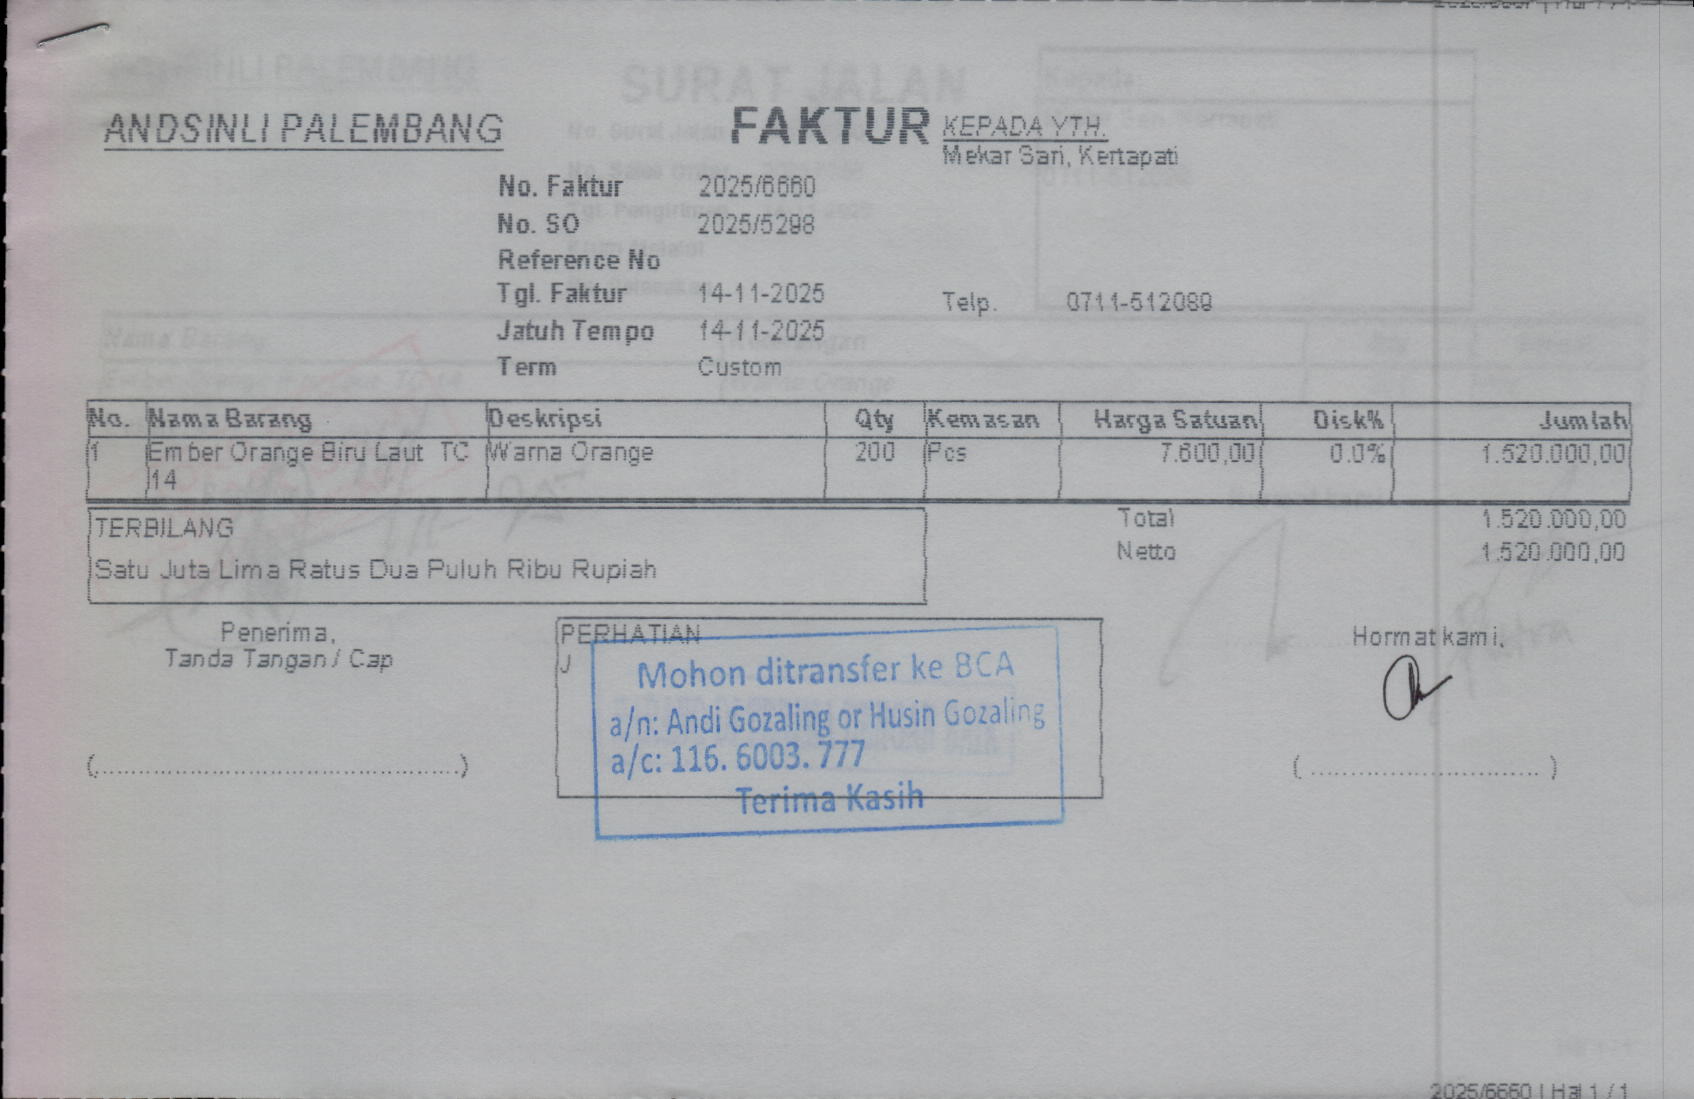 ANDSINLI PALEMBANG
FAKTUR
KEPADA YTH.
Mekar Sari, Kertapati
No. Faktur 2025/6660
No. SO 2025/5298
Reference No
Tgl. Faktur 14-11-2025
Telp. 0711-512089
Jatuh Tempo 14-11-2025
Term Custom
No. Nama Barang Deskripsi Qty Kemasan Harga Satuan Disk% Jumlah
1 Ember Orange Biru Laut TC Warna Orange 200 Pcs 7.600,00 0.0% 1.520.000,00
14
Total 1.520.000,00
TERBILANG
Netto 1.520.000,00
Satu Juta Lima Ratus Dua Puluh Ribu Rupiah
Penerima,
Tanda Tangan / Cap
PERHATIAN
J
Mohon ditransfer ke BCA
a/n: Andi Gozaling or Husin Gozaling
a/c: 116. 6003. 777
Terima Kasih
Hormat kami,
(............................................)
(............................)
2025/6660 | Hal 1 / 1
SURAT JALAN